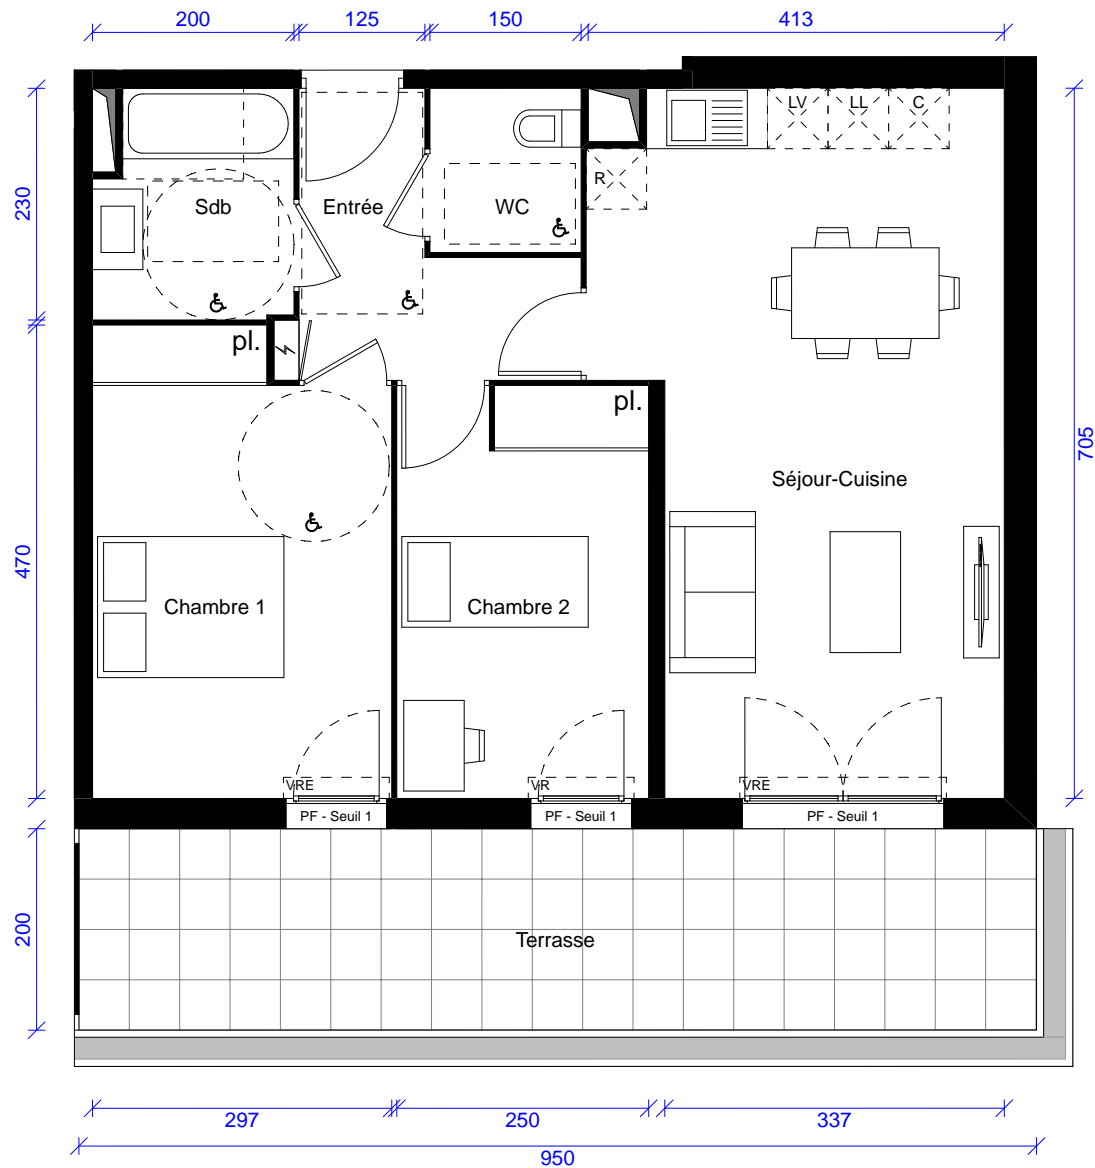 200
125
150
413
LV
LL
C
R
230
Sdb
Entrée
WC
pl.
pl.
705
Séjour-Cuisine
470
Chambre 1
Chambre 2
VRE
VR
VRE
PF - Seuil 1
PF - Seuil 1
PF - Seuil 1
200
Terrasse
297
250
337
950